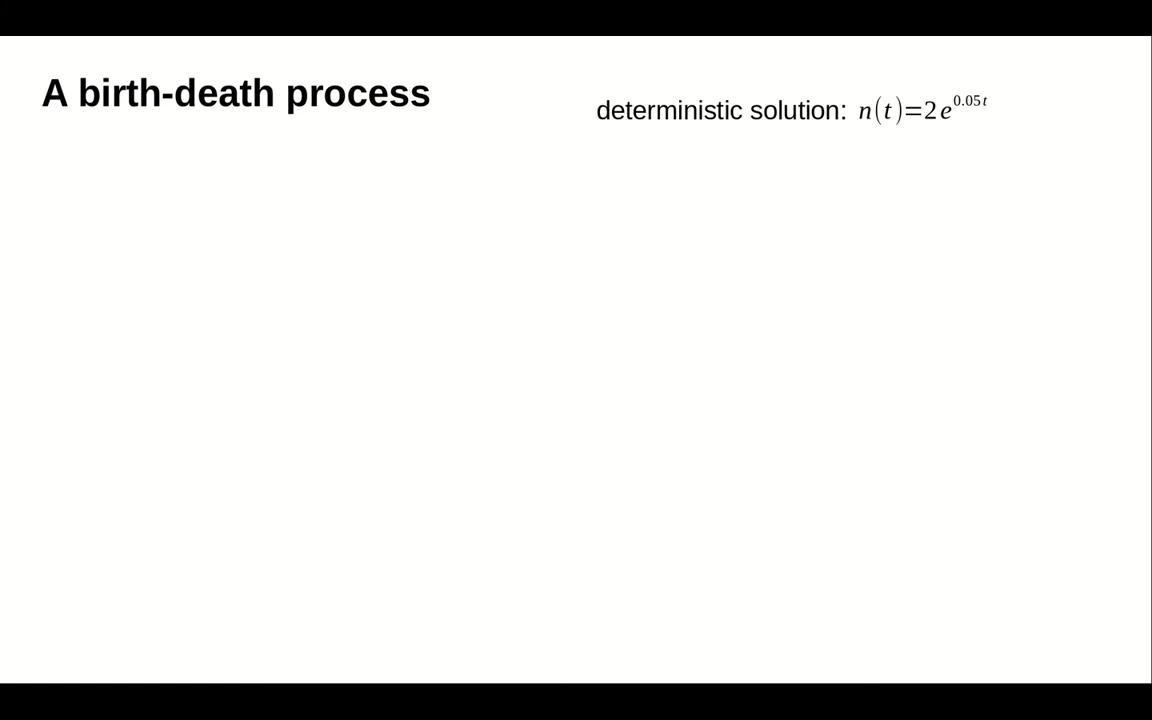 A birth-death process
deterministic solution: n(t)=2e^0.05t